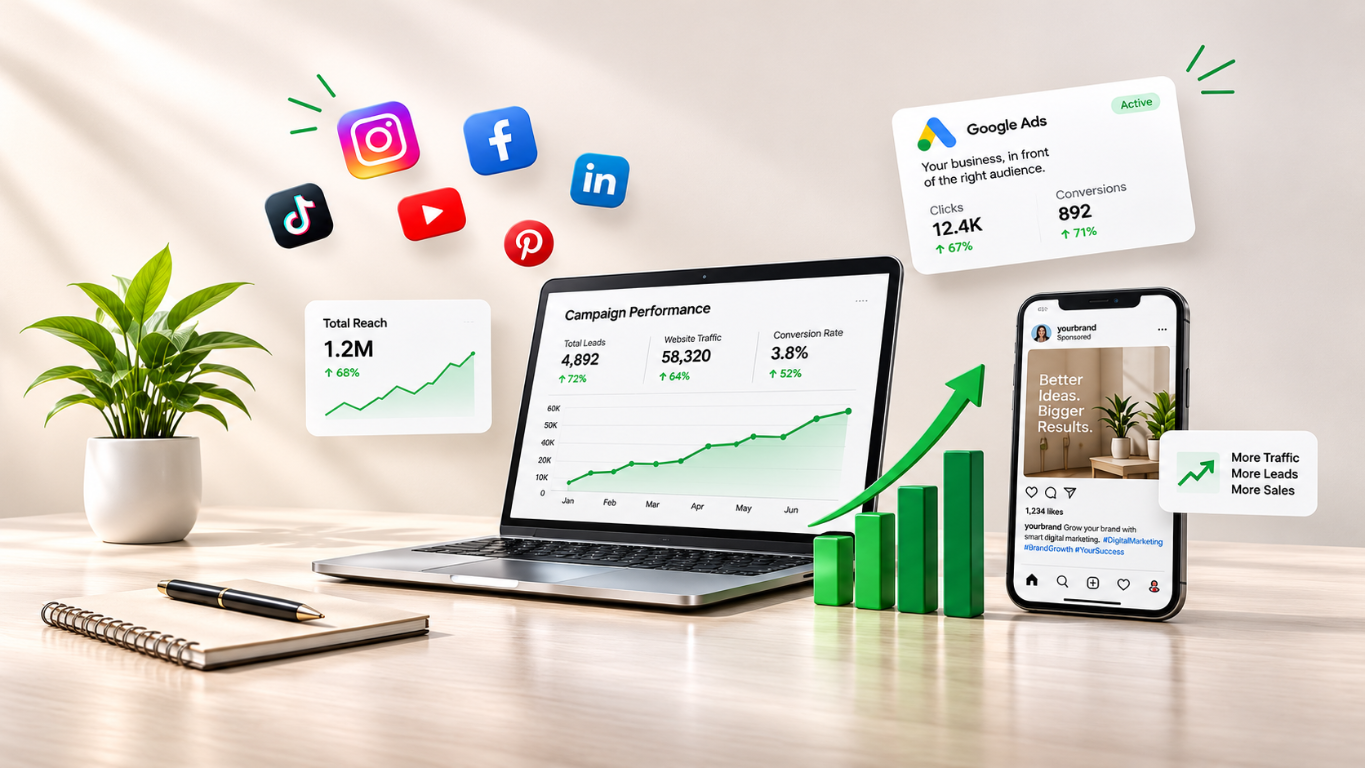 Total Reach
1.2M
↑ 68%
Campaign Performance
Total Leads
4,892
↑ 72%
Website Traffic
58,320
↑ 64%
Conversion Rate
3.8%
↑ 52%
60K
50K
40K
20K
10K
0
Jan Feb Mar Apr May Jun
Google Ads
Active
Your business, in front
of the right audience.
Clicks
12.4K
↑ 67%
Conversions
892
↑ 71%
yourbrand
Sponsored
Better
Ideas.
Bigger
Results.
1,234 likes
yourbrand Grow your brand with
smart digital marketing. #DigitalMarketing
#BrandGrowth #YourSuccess
More Traffic
More Leads
More Sales
in